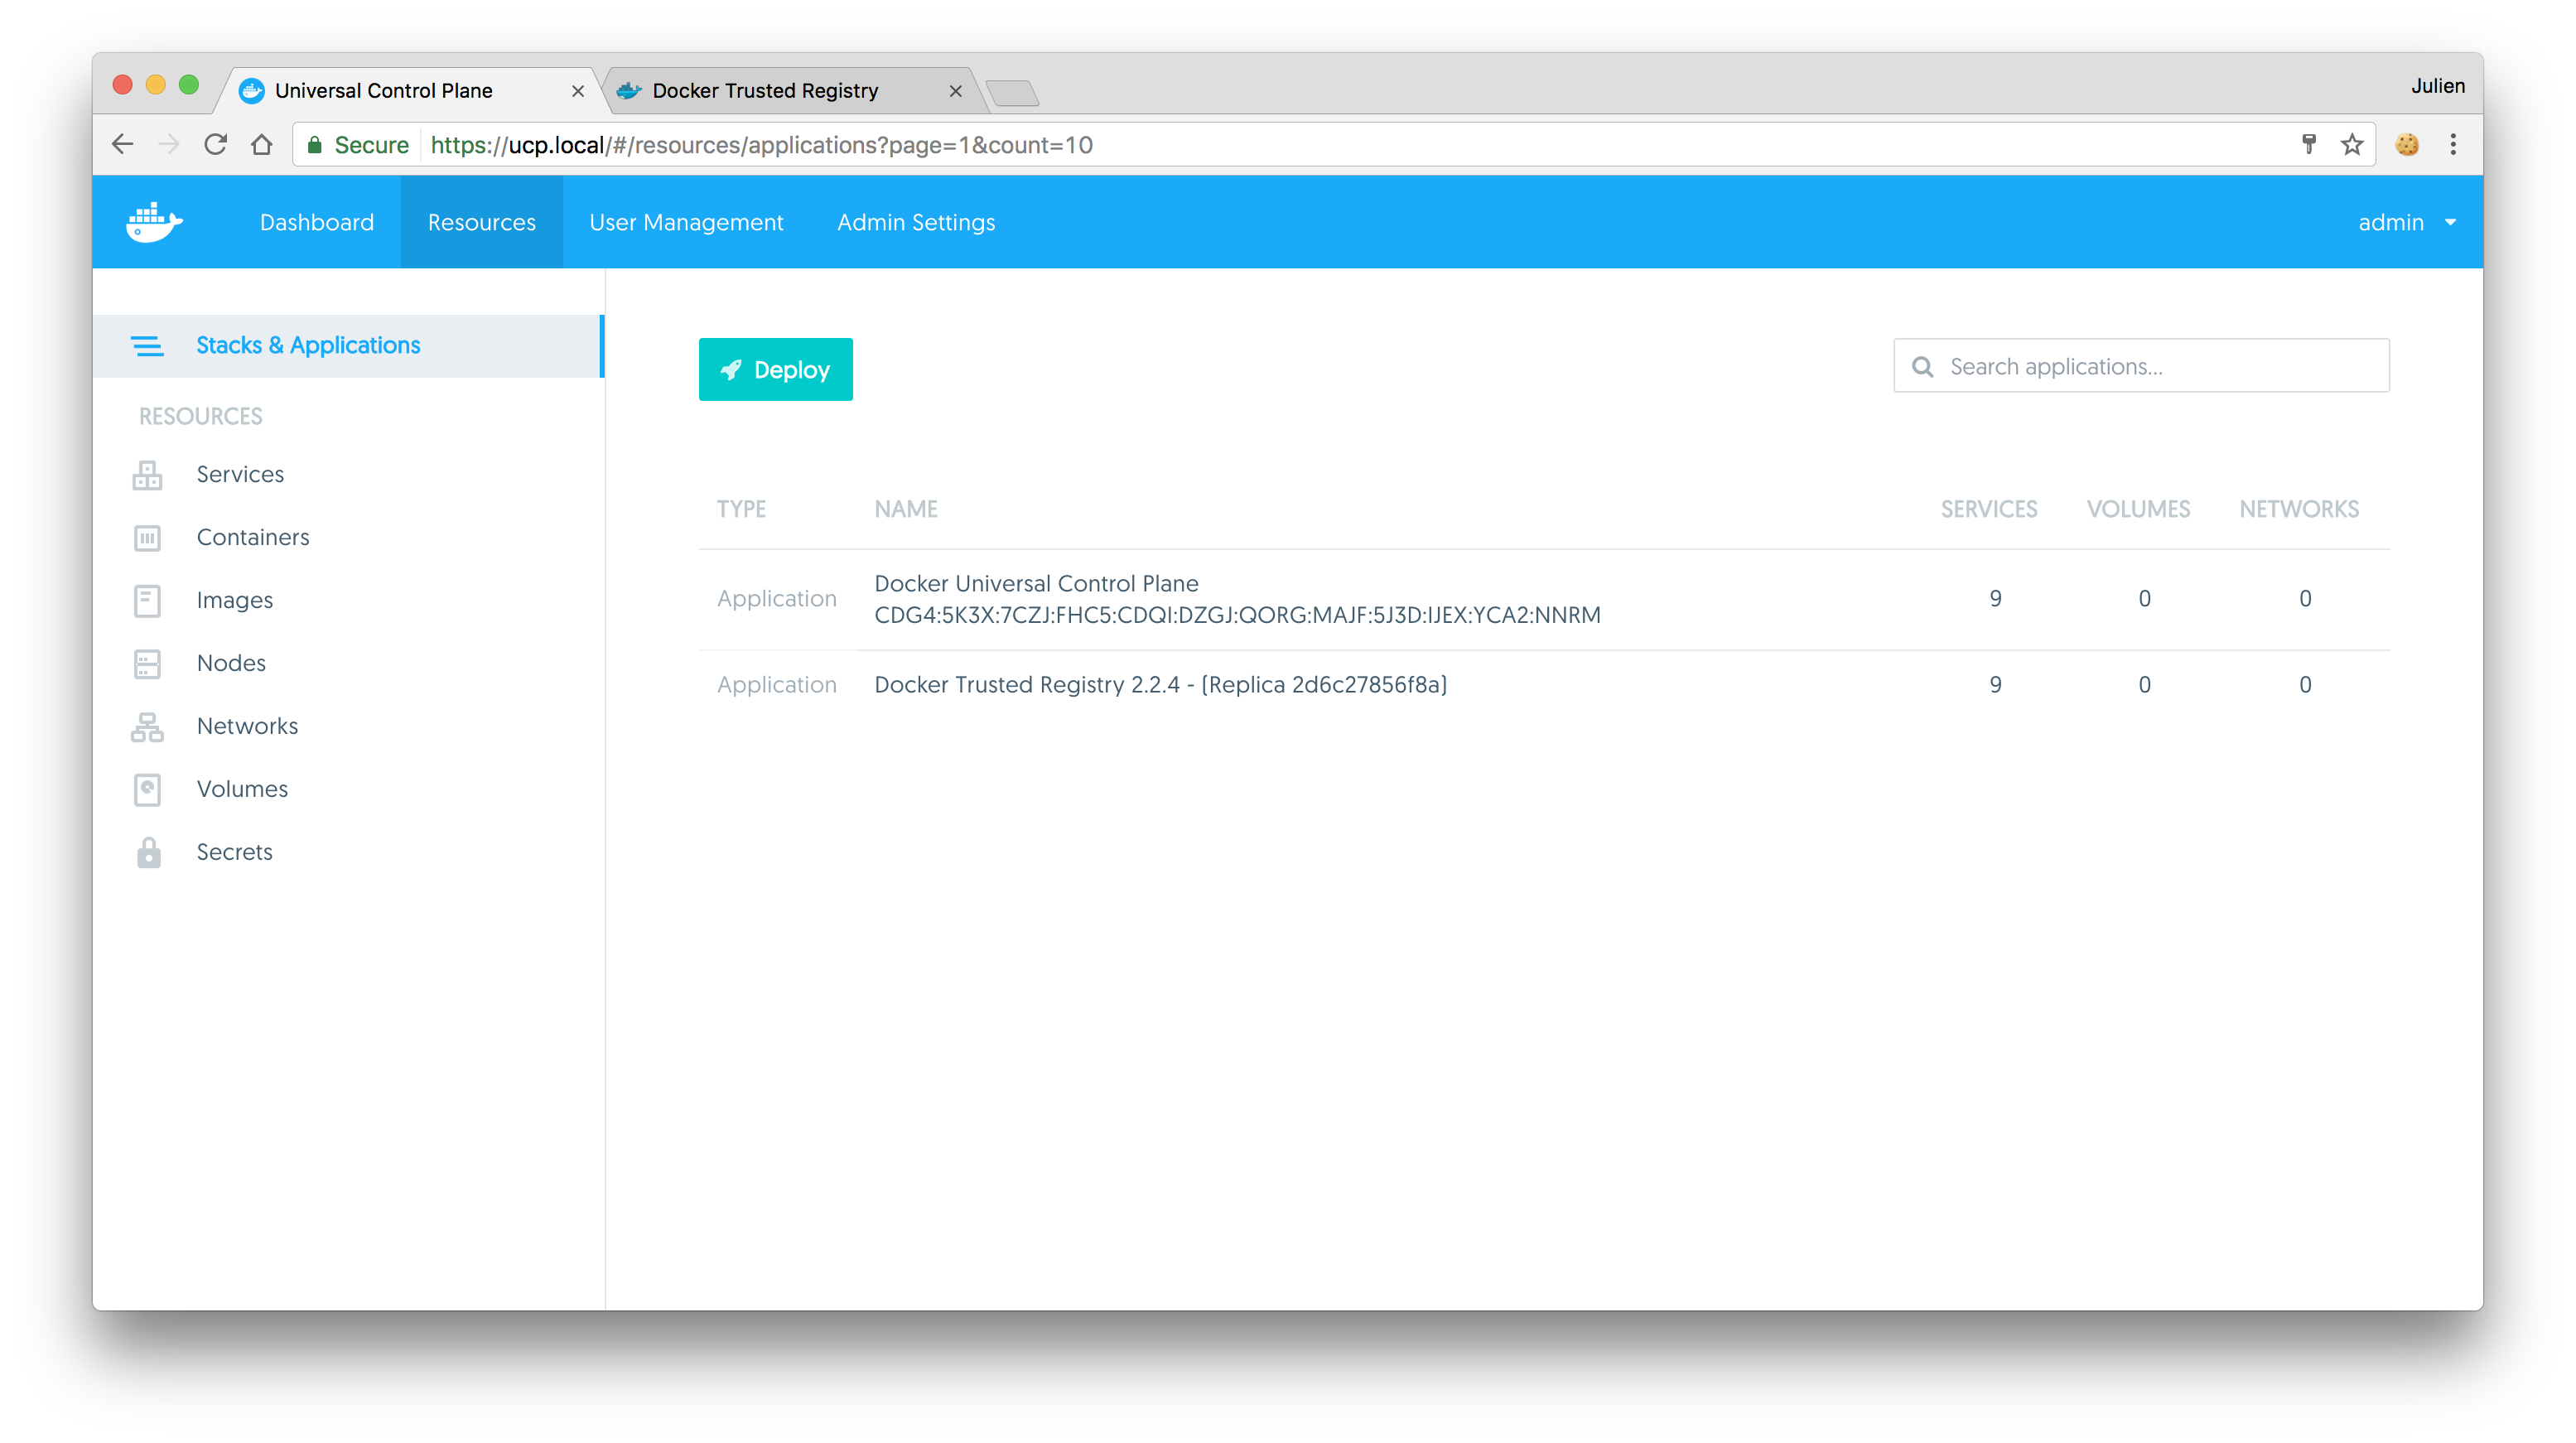 Universal Control Plane
Docker Trusted Registry
Julien
Secure https://ucp.local/#/resources/applications?page=1&count=10
Dashboard Resources User Management Admin Settings admin
Stacks & Applications
RESOURCES
Services
Containers
Images
Nodes
Networks
Volumes
Secrets
Deploy
Search applications...
TYPE NAME SERVICES VOLUMES NETWORKS
Application Docker Universal Control Plane 9 0 0
CDG4:5K3X:7CZJ:FHC5:CDQI:DZGJ:QORG:MAJF:5J3D:IJEX:YCA2:NNRM
Application Docker Trusted Registry 2.2.4 - (Replica 2d6c27856f8a) 9 0 0